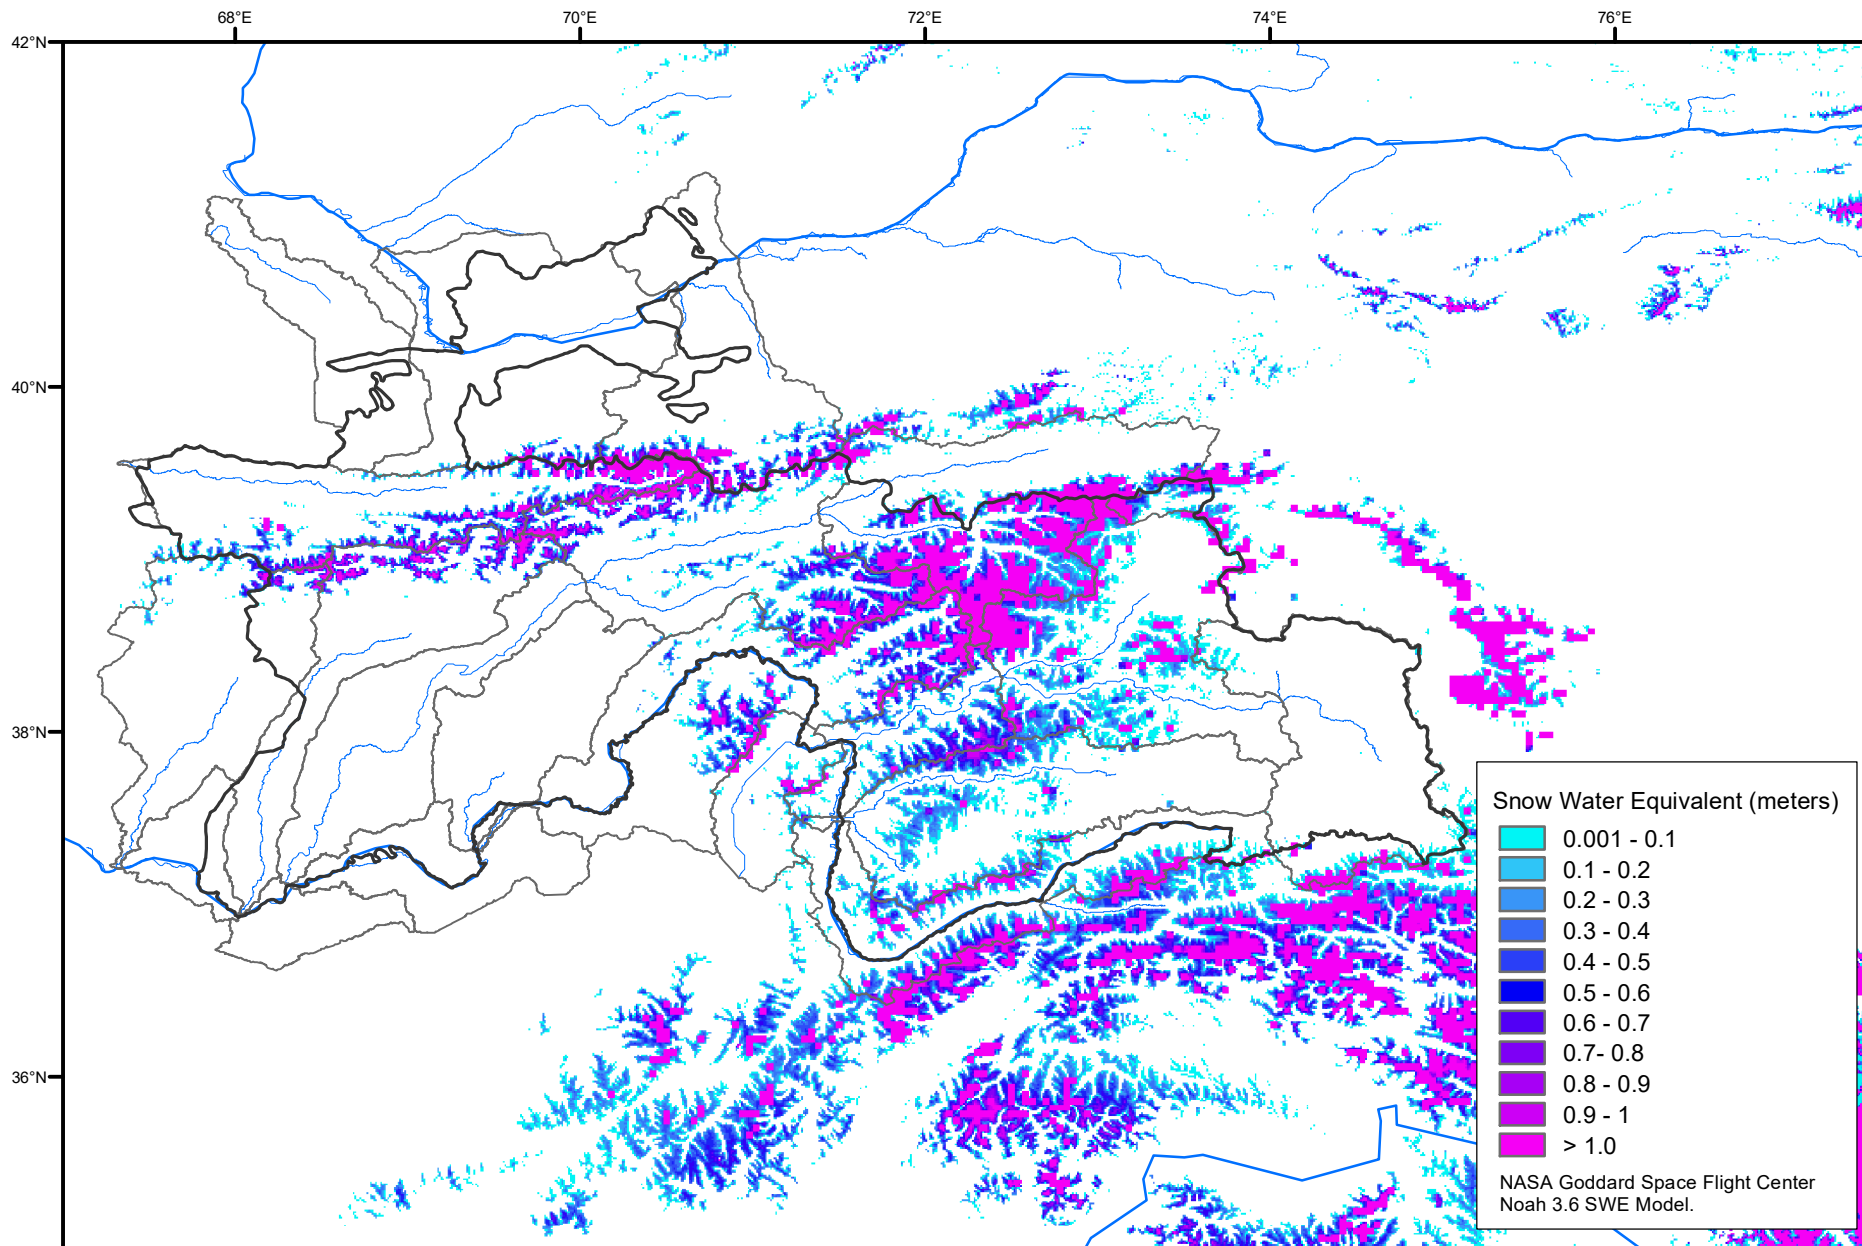 68°E 70°E 72°E 74°E 76°E
42°N
40°N
38°N
36°N
Snow Water Equivalent (meters)
0.001 - 0.1
0.1 - 0.2
0.2 - 0.3
0.3 - 0.4
0.4 - 0.5
0.5 - 0.6
0.6 - 0.7
0.7- 0.8
0.8 - 0.9
0.9 - 1
> 1.0
NASA Goddard Space Flight Center
Noah 3.6 SWE Model.